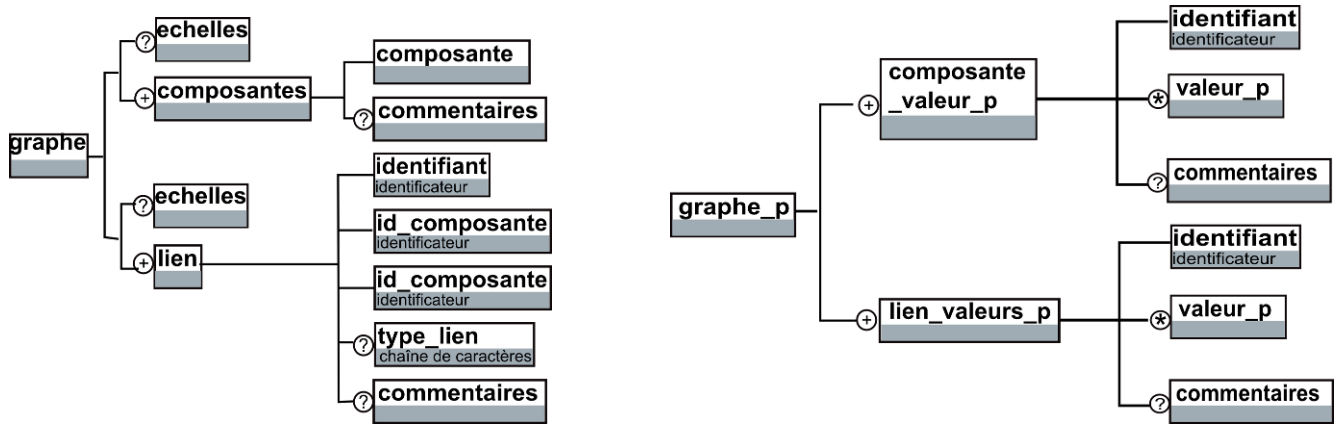 echelles
?
composantes
+
composante
commentaires
?
graphe
identifiant
identificateur
echelles
?
id_composante
identificateur
lien
+
id_composante
identificateur
type_lien
chaîne de caractères
?
commentaires
?
identifiant
identificateur
composante
_valeur_p
+
valeur_p
*
commentaires
?
graphe_p
identifiant
identificateur
lien_valeurs_p
+
valeur_p
*
commentaires
?